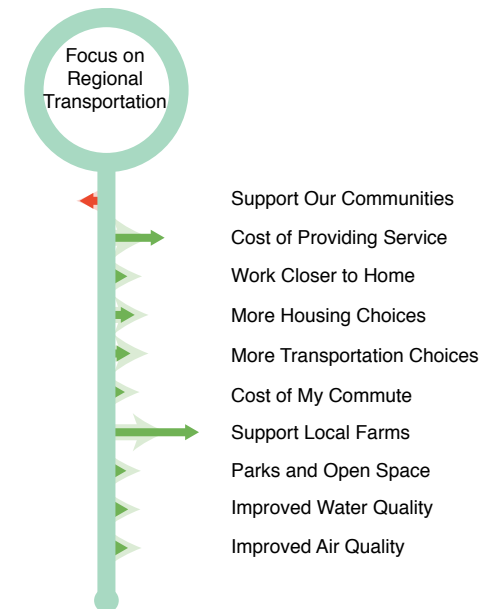 Focus on
Regional
Transportation
Support Our Communities
Cost of Providing Service
Work Closer to Home
More Housing Choices
More Transportation Choices
Cost of My Commute
Support Local Farms
Parks and Open Space
Improved Water Quality
Improved Air Quality